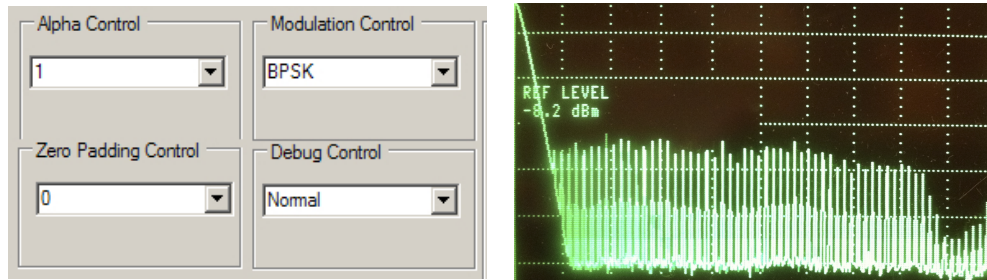 Alpha Control
1
Modulation Control
BPSK
Zero Padding Control
0
Debug Control
Normal
REF LEVEL
-8.2 dBm